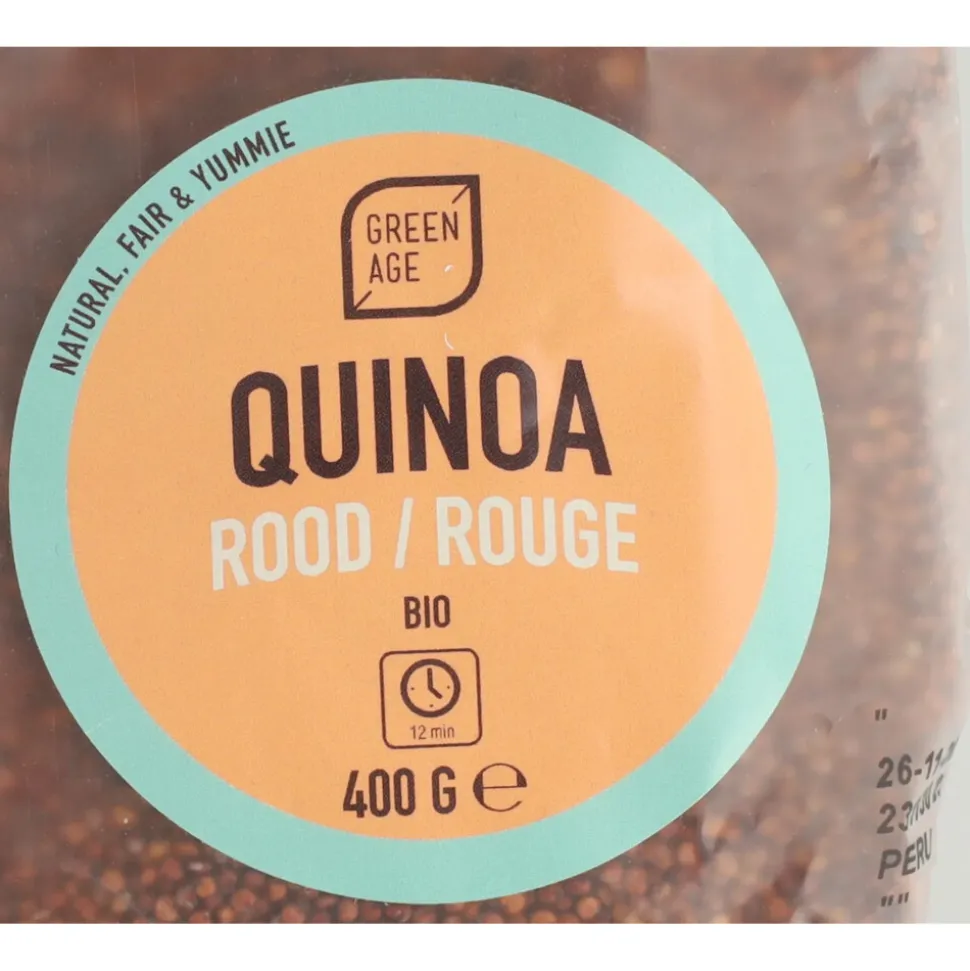 NATURAL, FAIR & YUMMIE
GREEN
AGE
QUINOA
ROOD / ROUGE
BIO
12 min
400 G ℮
"
PERU
""